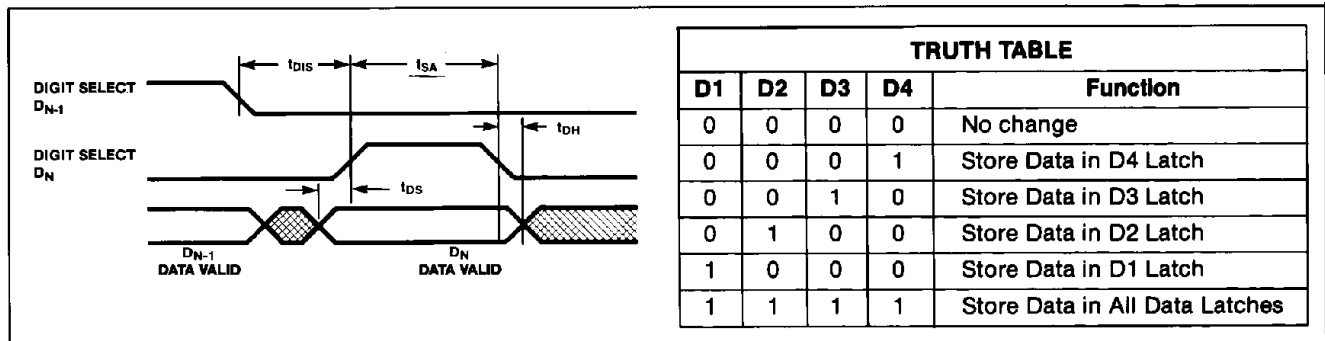 tDIS
tSA
DIGIT SELECT
DN-1
tDH
DIGIT SELECT
DN
tDS
DN-1
DATA VALID
DN
DATA VALID
TRUTH TABLE
D1 D2 D3 D4 Function
0 0 0 0 No change
0 0 0 1 Store Data in D4 Latch
0 0 1 0 Store Data in D3 Latch
0 1 0 0 Store Data in D2 Latch
1 0 0 0 Store Data in D1 Latch
1 1 1 1 Store Data in All Data Latches